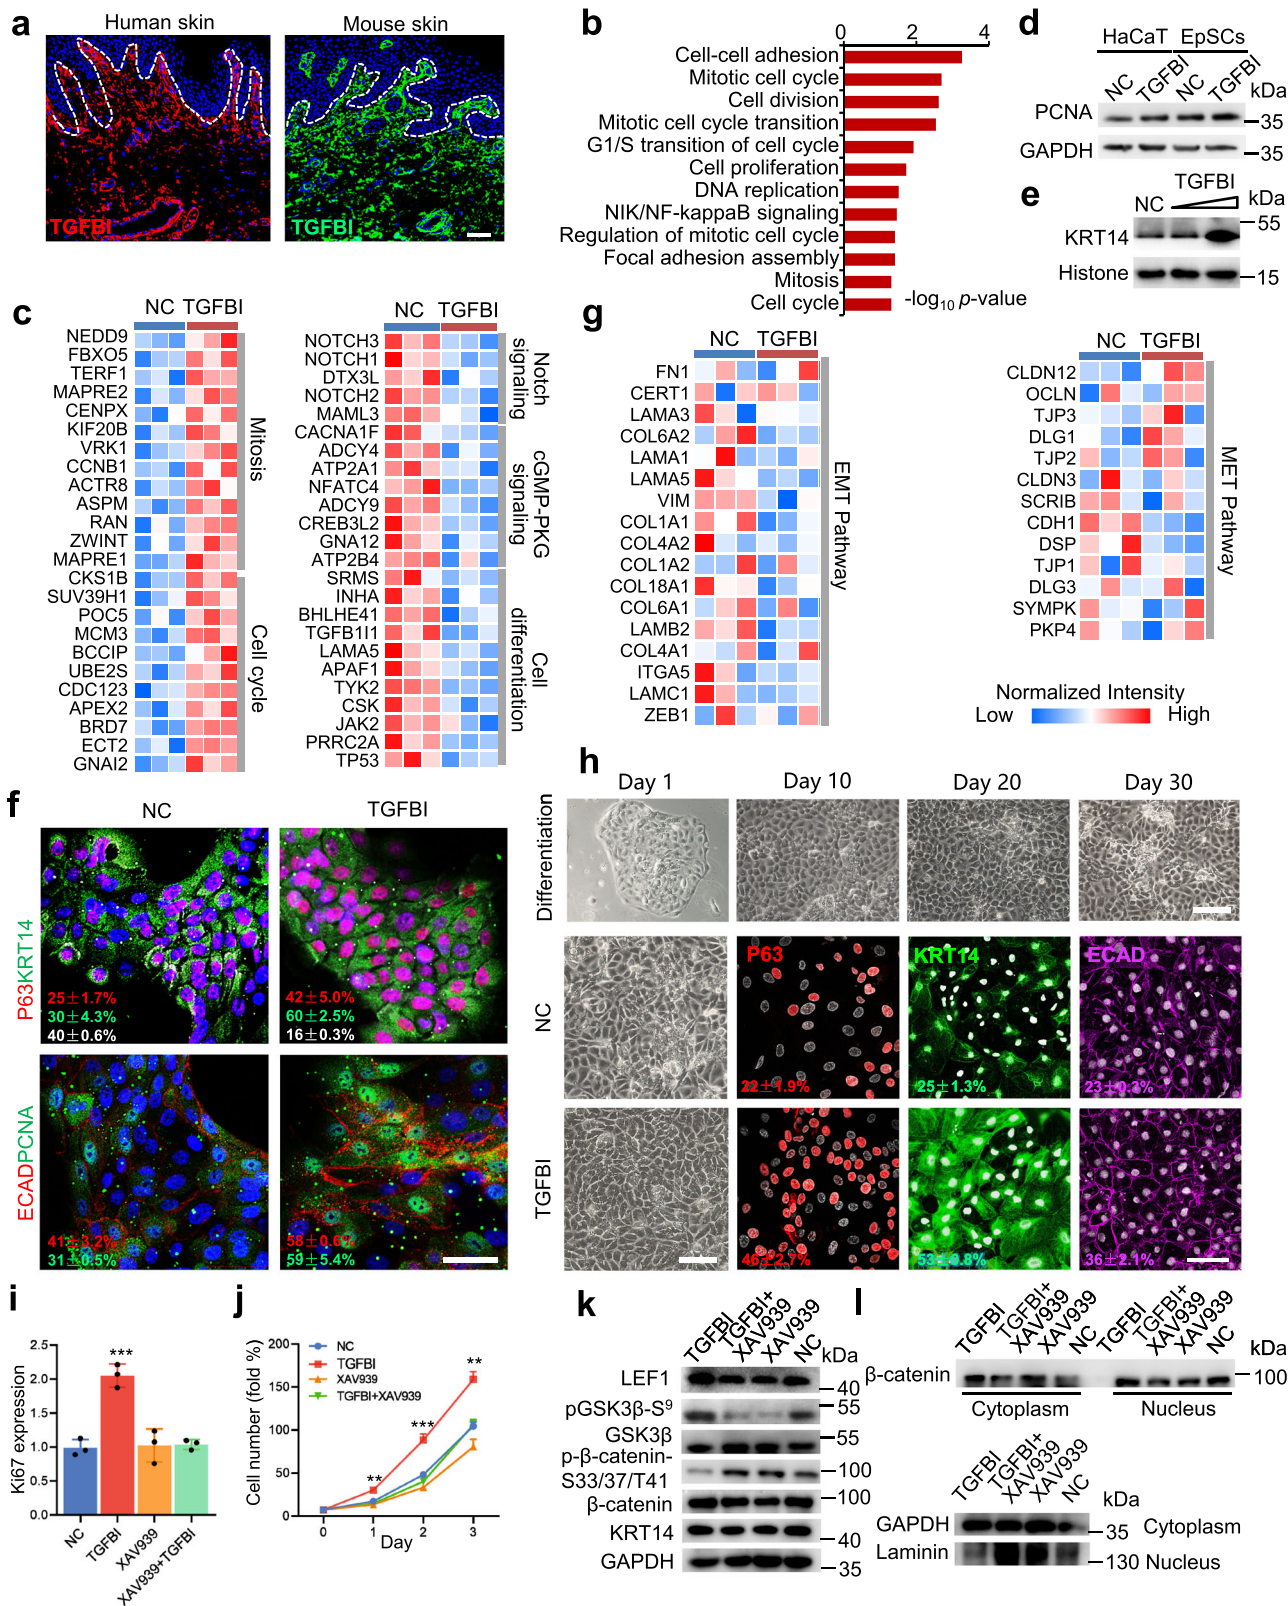 a
Human skin
Mouse skin
TGFBI
TGFBI
b
0
2
4
Cell-cell adhesion
Mitotic cell cycle
Cell division
Mitotic cell cycle transition
G1/S transition of cell cycle
Cell proliferation
DNA replication
NIK/NF-kappaB signaling
Regulation of mitotic cell cycle
Focal adhesion assembly
Mitosis
Cell cycle
-log10 p-value
d
HaCaT EpSCs
NC TGFBI NC TGFBI
kDa
PCNA
35
GAPDH
35
e
TGFBI
NC
kDa
55
KRT14
Histone
15
c
NC TGFBI
NEDD9
FBXO5
TERF1
MAPRE2
CENPX
KIF20B
VRK1
CCNB1
ACTR8
ASPM
RAN
ZWINT
MAPRE1
CKS1B
SUV39H1
POC5
MCM3
BCCIP
UBE2S
CDC123
APEX2
BRD7
ECT2
GNAI2
Mitosis
Cell cycle
NC TGFBI
NOTCH3
NOTCH1
DTX3L
NOTCH2
MAML3
CACNA1F
ADCY4
ATP2A1
NFATC4
ADCY9
CREB3L2
GNA12
ATP2B4
SRMS
INHA
BHLHE41
TGFB1I1
LAMA5
APAF1
TYK2
CSK
JAK2
PRRC2A
TP53
Notch
signaling
cGMP-PKG
signaling
Cell
differentiation
g
NC TGFBI
FN1
CERT1
LAMA3
COL6A2
LAMA1
LAMA5
VIM
COL1A1
COL4A2
COL1A2
COL18A1
COL6A1
LAMB2
COL4A1
ITGA5
LAMC1
ZEB1
EMT Pathway
NC TGFBI
CLDN12
OCLN
TJP3
DLG1
TJP2
CLDN3
SCRIB
CDH1
DSP
TJP1
DLG3
SYMPK
PKP4
MET Pathway
Normalized Intensity
Low
High
f
NC
TGFBI
P63KRT14
25±1.7%
30±4.3%
40±0.6%
42±5.0%
60±2.5%
16±0.3%
ECADPCNA
41±3.2%
31±0.5%
58±0.6%
59±5.4%
h
Day 1
Day 10
Day 20
Day 30
Differentiation
NC
P63
KRT14
ECAD
22±1.9%
25±1.3%
23±0.3%
TGFBI
46±2.7%
53±0.8%
36±2.1%
i
Ki67 expression
2.5
2.0
1.5
1.0
0.5
0.0
***
NC
TGFBI
XAV939
XAV939+TGFBI
j
Cell number (fold %)
200
150
100
50
0
NC
TGFBI
XAV939
TGFBI+XAV939
**
***
**
0
1
2
3
Day
k
TGFBI
TGFBI+
XAV939
XAV939
NC
kDa
LEF1
40
pGSK3β-S9
55
GSK3β
55
p-β-catenin-
S33/37/T41
100
β-catenin
100
KRT14
40
GAPDH
35
l
TGFBI
TGFBI+
XAV939
XAV939
NC
TGFBI
TGFBI+
XAV939
XAV939
NC
kDa
β-catenin
100
Cytoplasm
Nucleus
TGFBI
TGFBI+
XAV939
XAV939
NC
kDa
GAPDH
35
Cytoplasm
Laminin
130
Nucleus